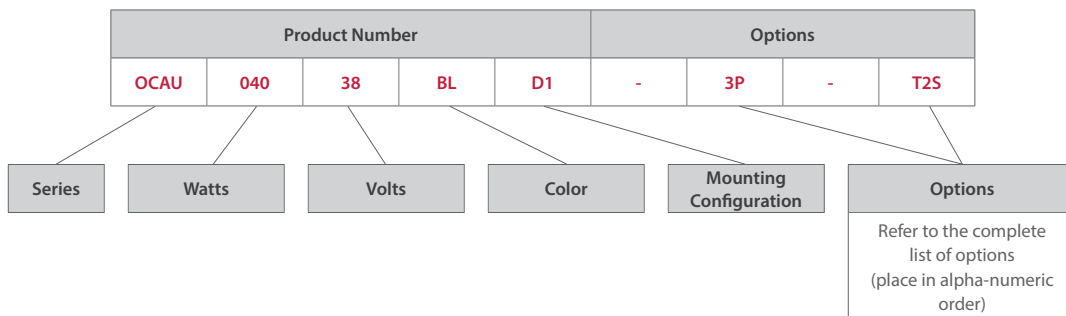 Product Number Options
OCAU 040 38 BL D1 - 3P - T2S
Series Watts Volts Color Mounting Configuration Options
Refer to the complete
list of options
(place in alpha-numeric
order)